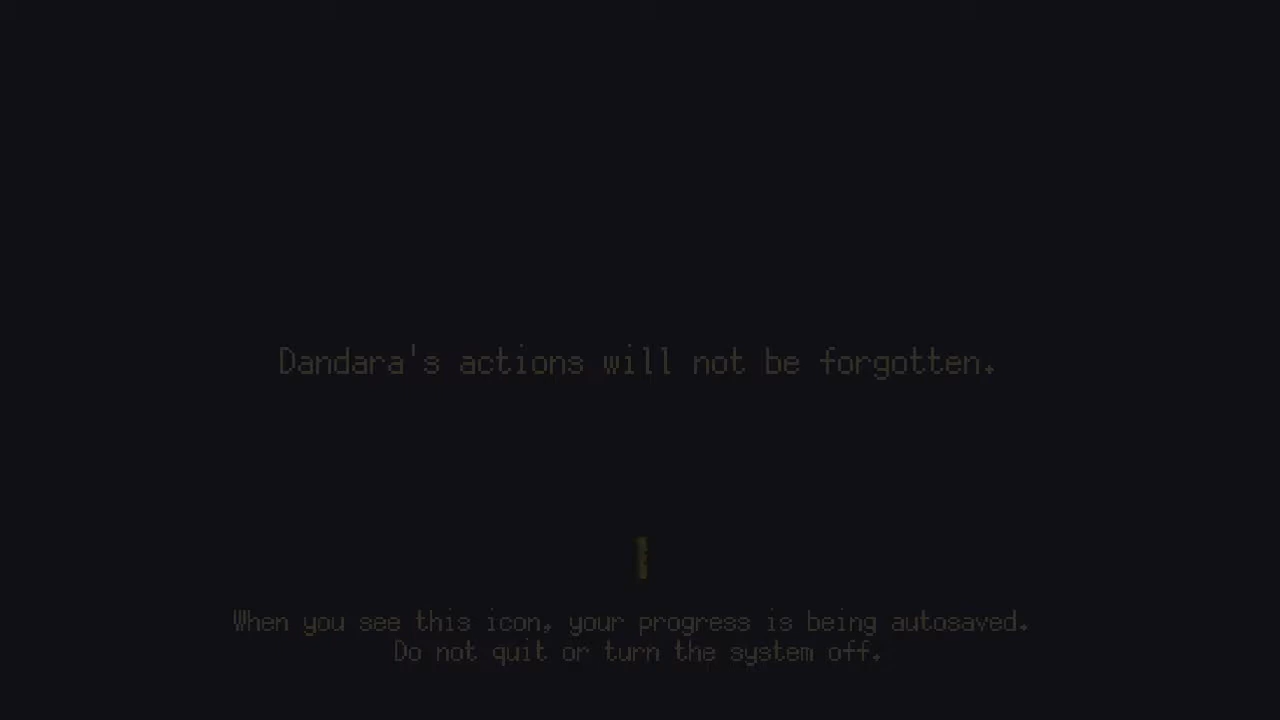 Dandara's actions will not be forgotten.
When you see this icon, your progress is being autosaved.
Do not quit or turn the system off.